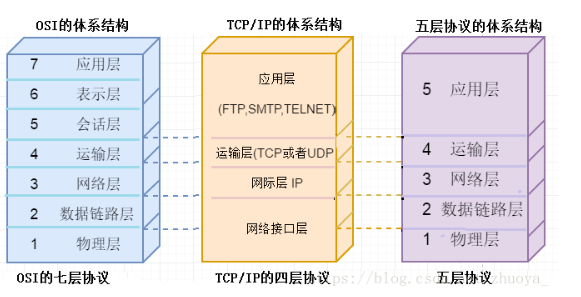 OSI的体系结构
TCP/IP的体系结构
五层协议的体系结构
7 应用层
6 表示层
5 会话层
4 运输层
3 网络层
2 数据链路层
1 物理层
应用层
(FTP,SMTP,TELNET)
运输层(TCP或者UDP
网际层 IP
网络接口层
5 应用层
4 运输层
3 网络层
2 数据链路层
1 物理层
OSI的七层协议
TCP/IP的四层协议
五层协议